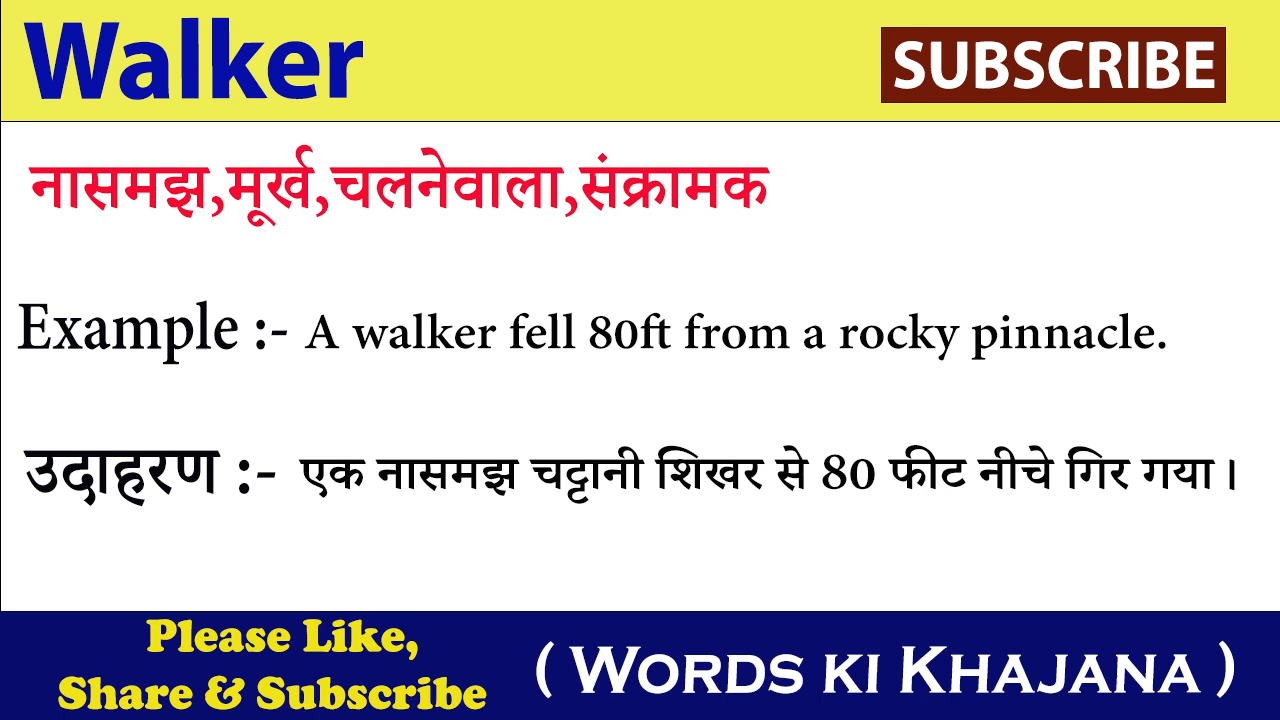 Walker
SUBSCRIBE
नासमझ,मूर्ख,चलनेवाला,संक्रामक
Example :- A walker fell 80ft from a rocky pinnacle.
उदाहरण :- एक नासमझ चट्टानी शिखर से 80 फीट नीचे गिर गया।
Please Like,
Share & Subscribe
( WORDS KI KHAJANA )